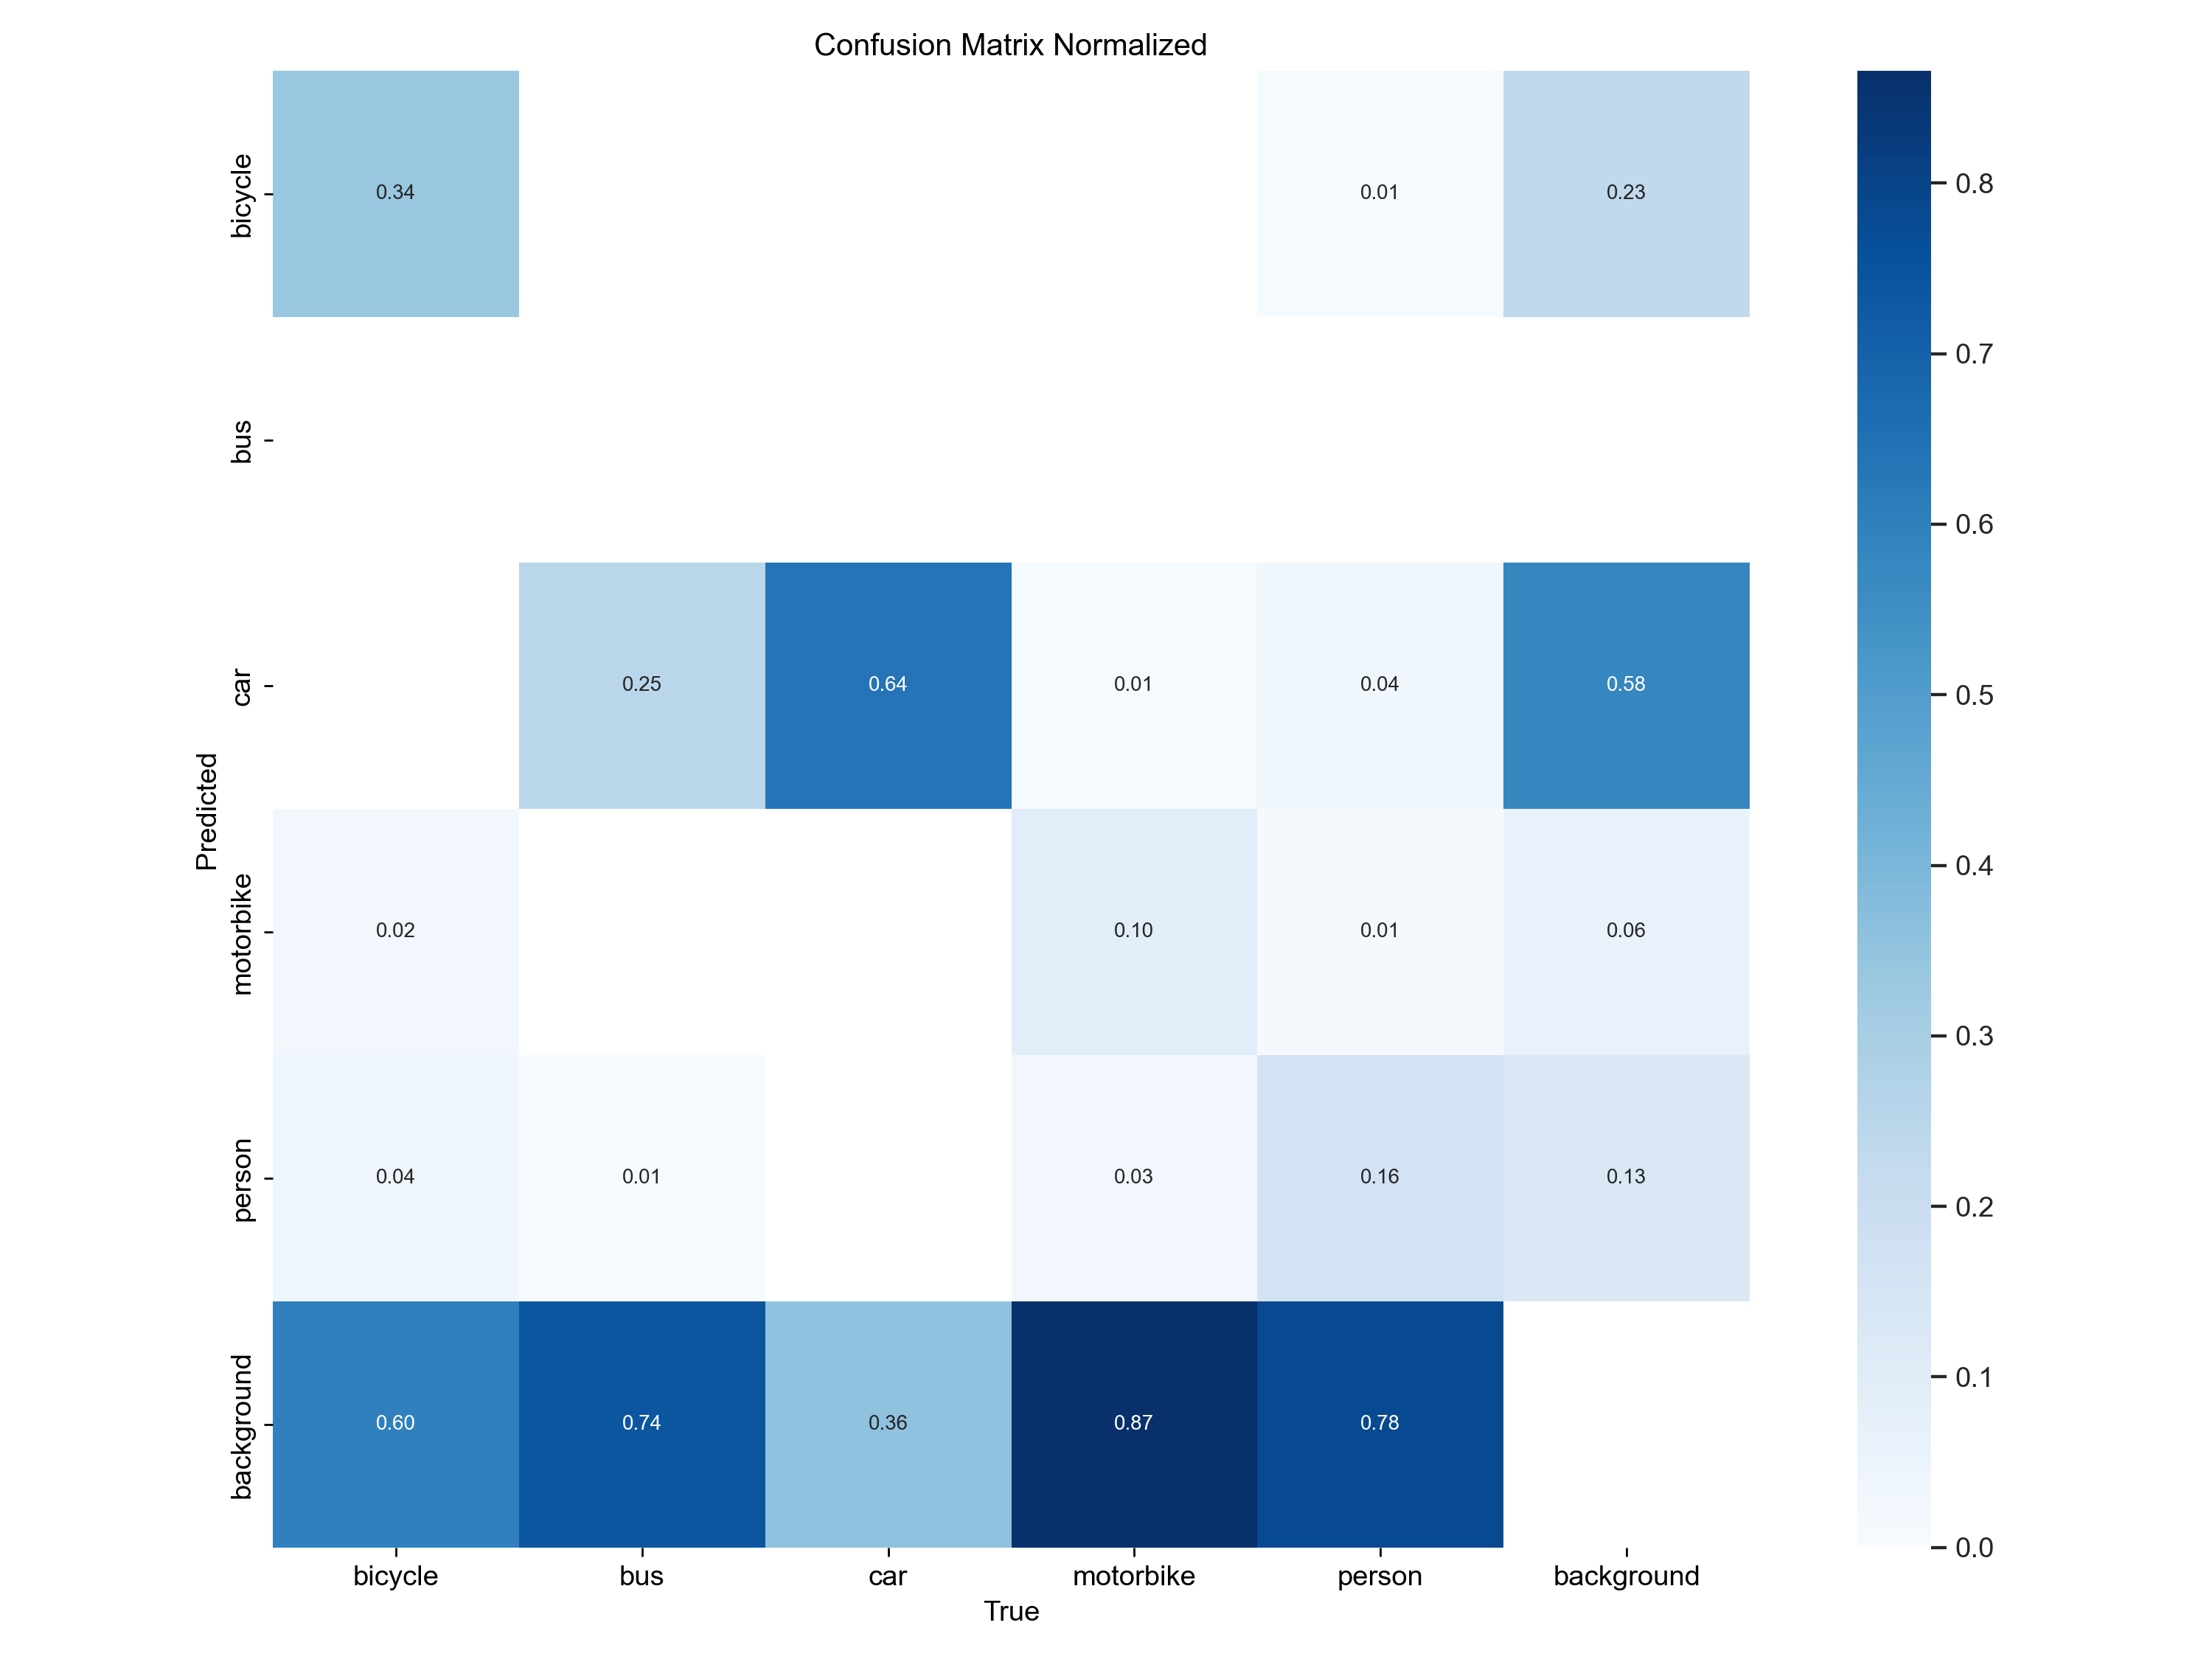 Confusion Matrix Normalized
bicycle
0.34
0.01
0.23
bus
car
0.25
0.64
0.01
0.04
0.58
motorbike
0.02
0.10
0.01
0.06
person
0.04
0.01
0.03
0.16
0.13
background
0.60
0.74
0.36
0.87
0.78
Predicted
bicycle
bus
car
motorbike
person
background
True
0.8
0.7
0.6
0.5
0.4
0.3
0.2
0.1
0.0